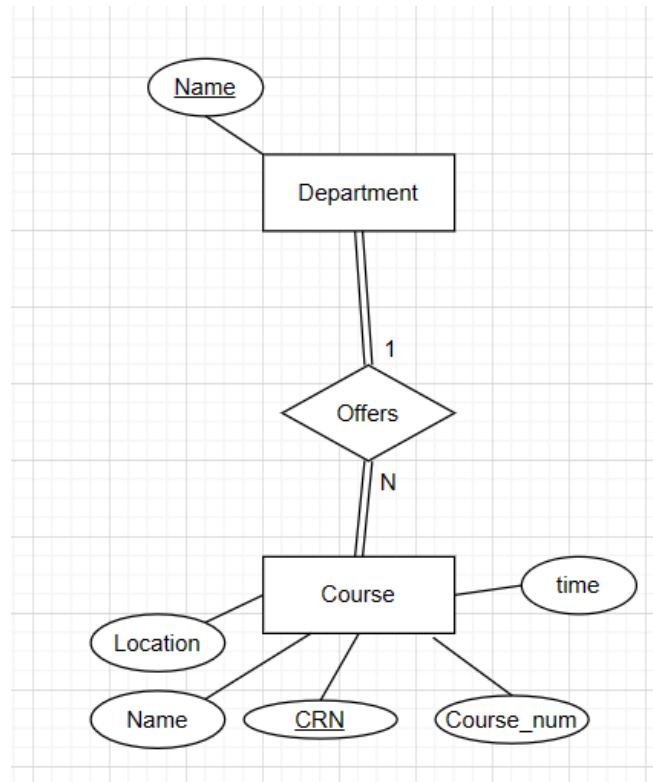 Name
Department
1
Offers
N
Course
time
Location
Name
CRN
Course_num